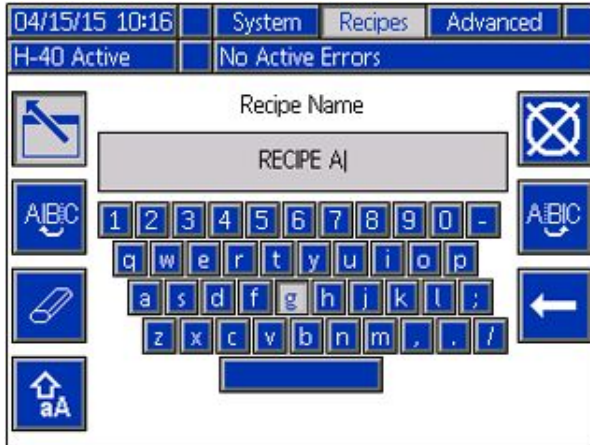 04/15/15 10:16 System Recipes Advanced
H-40 Active No Active Errors
Recipe Name
RECIPE A|
ABC ABC
1 2 3 4 5 6 7 8 9 0 -
q w e r t y u i o p
a s d f g h j k l ;
z x c v b n m , . /
aA